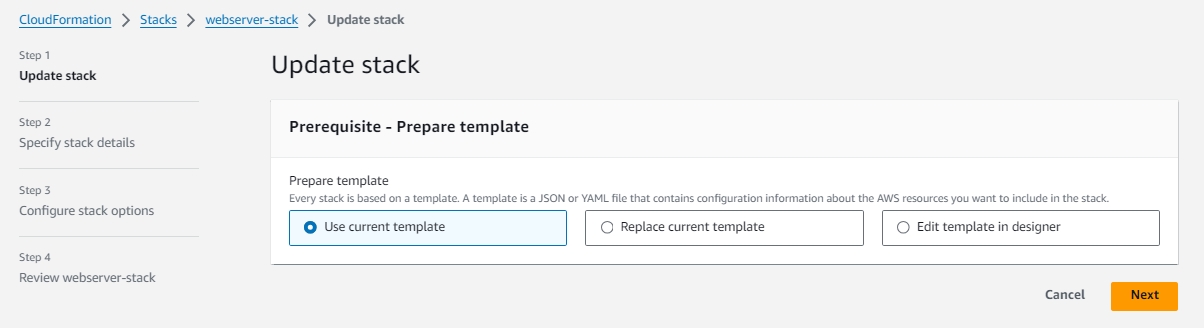 CloudFormation > Stacks > webserver-stack > Update stack
Step 1
Update stack
Step 2
Specify stack details
Step 3
Configure stack options
Step 4
Review webserver-stack
Update stack
Prerequisite - Prepare template
Prepare template
Every stack is based on a template. A template is a JSON or YAML file that contains configuration information about the AWS resources you want to include in the stack.
Use current template
Replace current template
Edit template in designer
Cancel
Next